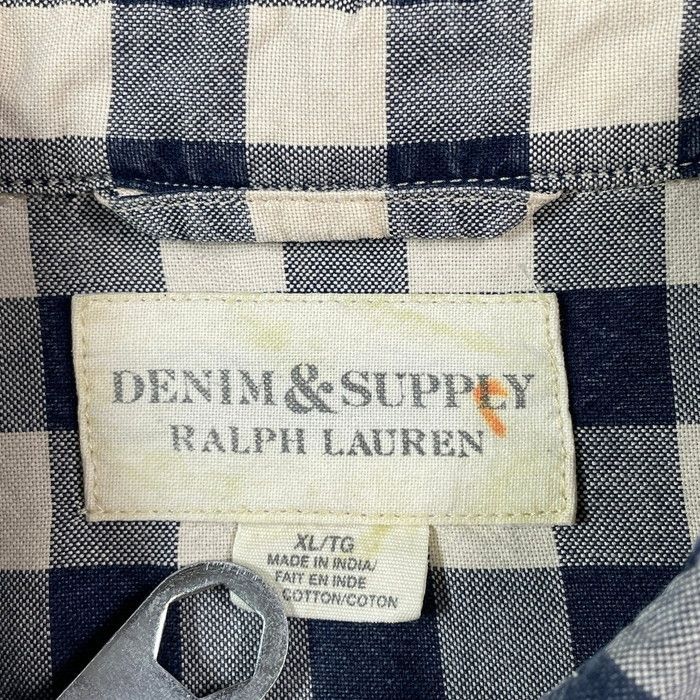 DENIM & SUPPLY
RALPH LAUREN
XL/TG
MADE IN INDIA/
FAIT EN INDE
COTTON/COTON